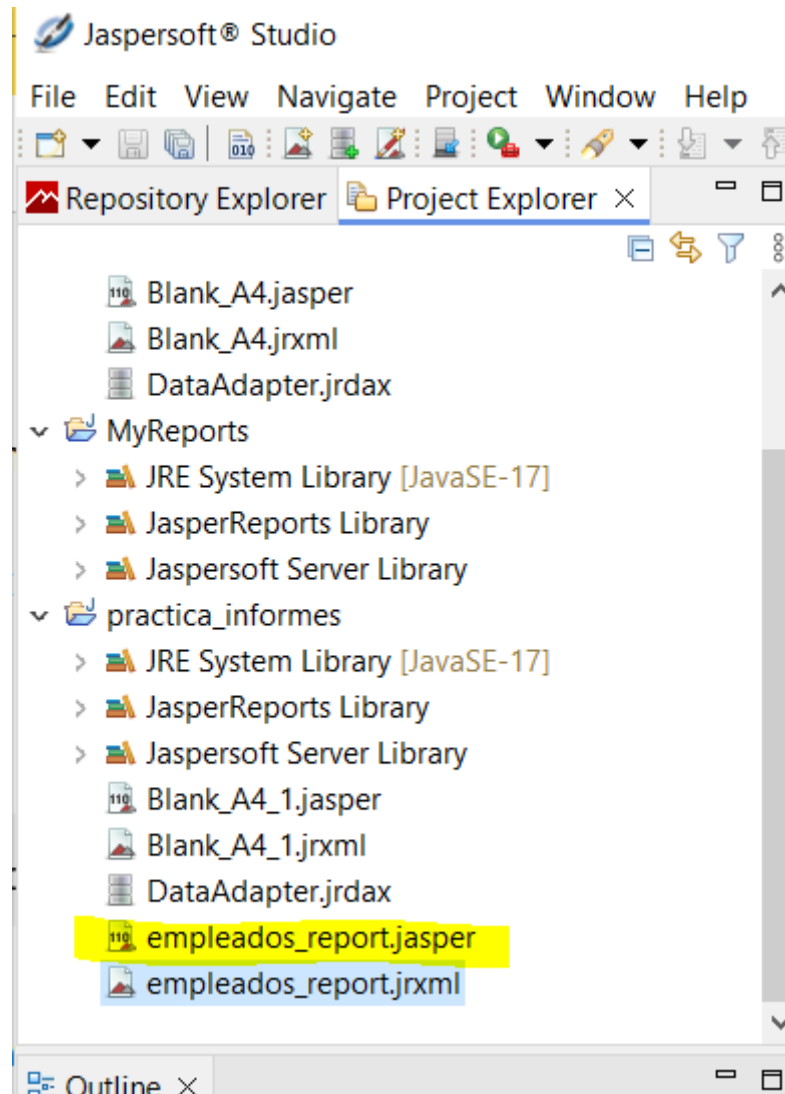 Jaspersoft® Studio
File Edit View Navigate Project Window Help
Repository Explorer Project Explorer
Blank_A4.jasper
Blank_A4.jrxml
DataAdapter.jrdax
MyReports
JRE System Library [JavaSE-17]
JasperReports Library
Jaspersoft Server Library
practica_informes
JRE System Library [JavaSE-17]
JasperReports Library
Jaspersoft Server Library
Blank_A4_1.jasper
Blank_A4_1.jrxml
DataAdapter.jrdax
empleados_report.jasper
empleados_report.jrxml
Outline